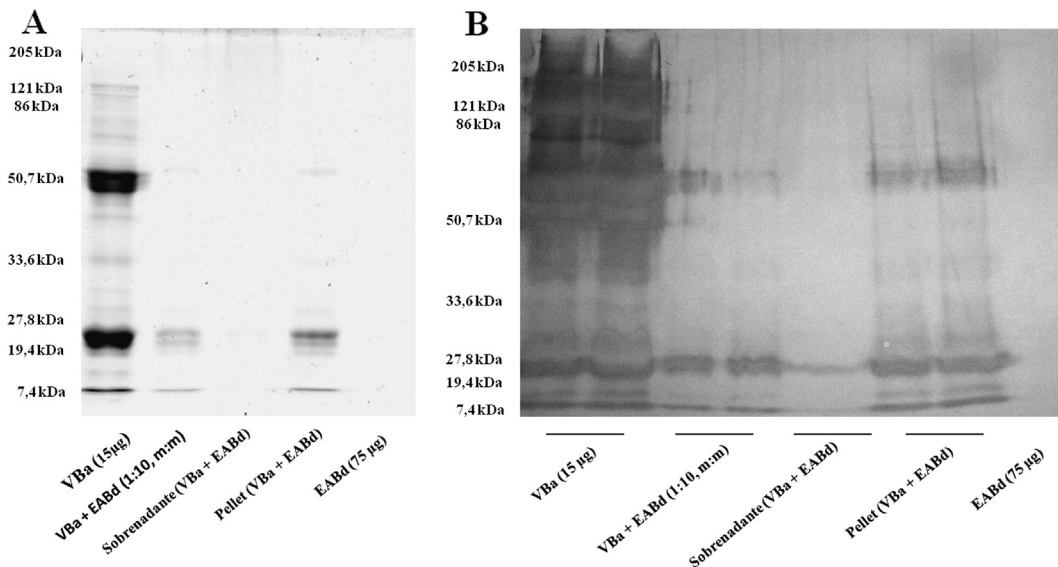 A
205kDa
121kDa
86kDa
50,7kDa
33,6kDa
27,8kDa
19,4kDa
7,4kDa
VBa (15µg)
VBa + EABd (1:10, m:m)
Sobrenadante (VBa + EABd)
Pellet (VBa + EABd)
EABd (75 µg)
B
205kDa
121kDa
86kDa
50,7kDa
33,6kDa
27,8kDa
19,4kDa
7,4kDa
VBa (15 µg)
VBa + EABd (1:10, m:m)
Sobrenadante (VBa + EABd)
Pellet (VBa + EABd)
EABd (75 µg)